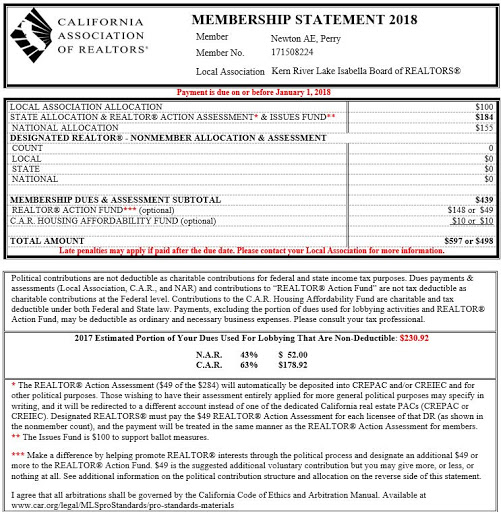 CALIFORNIA
ASSOCIATION
OF REALTORS®
MEMBERSHIP STATEMENT 2018
Member Newton AE, Perry
Member No. 171508224
Local Association Kern River Lake Isabella Board of REALTORS®
Payment is due on or before January 1, 2018
LOCAL ASSOCIATION ALLOCATION $100
STATE ALLOCATION & REALTOR® ACTION ASSESSMENT* & ISSUES FUND** $184
NATIONAL ALLOCATION $155
DESIGNATED REALTOR® - NONMEMBER ALLOCATION & ASSESSMENT
COUNT 0
LOCAL $0
STATE $0
NATIONAL $0
MEMBERSHIP DUES & ASSESSMENT SUBTOTAL $439
REALTOR® ACTION FUND*** (optional) $148 or $49
C.A.R. HOUSING AFFORDABILITY FUND (optional) $10 or $10
TOTAL AMOUNT $597 or $498
Late penalties may apply if paid after the due date. Please contact your Local Association for more information.
Political contributions are not deductible as charitable contributions for federal and state income tax purposes. Dues payments &
assessments (Local Association, C.A.R., and NAR) and contributions to "REALTOR® Action Fund" are not tax deductible as
charitable contributions at the Federal level. Contributions to the C.A.R. Housing Affordability Fund are charitable and tax
deductible under both Federal and State law. Payments, excluding the portion of dues used for lobbying activities and REALTOR®
Action Fund, may be deductible as ordinary and necessary business expenses. Please consult your tax professional.
2017 Estimated Portion of Your Dues Used For Lobbying That Are Non-Deductible: $230.92
N.A.R. 43% $ 52.00
C.A.R. 63% $178.92
* The REALTOR® Action Assessment ($49 of the $284) will automatically be deposited into CREPAC and/or CREIEC and for
other political purposes. Those wishing to have their assessment entirely applied for more general political purposes may specify in
writing, and it will be redirected to a different account instead of one of the dedicated California real estate PACs (CREPAC or
CREIEC). Designated REALTORS® must pay the $49 REALTOR® Action Assessment for each licensee of that DR (as shown in
the nonmember count), and the payment will be treated in the same manner as the REALTOR® Action Assessment for members.
** The Issues Fund is $100 to support ballot measures.
*** Make a difference by helping promote REALTOR® interests through the political process and designate an additional $49 or
more to the REALTOR® Action Fund. $49 is the suggested additional voluntary contribution but you may give more, or less, or
nothing at all. See additional information on the political contribution structure and allocation on the reverse side of this statement.
I agree that all arbitrations shall be governed by the California Code of Ethics and Arbitration Manual. Available at
www.car.org/legal/MLSproStandards/pro-standards-materials